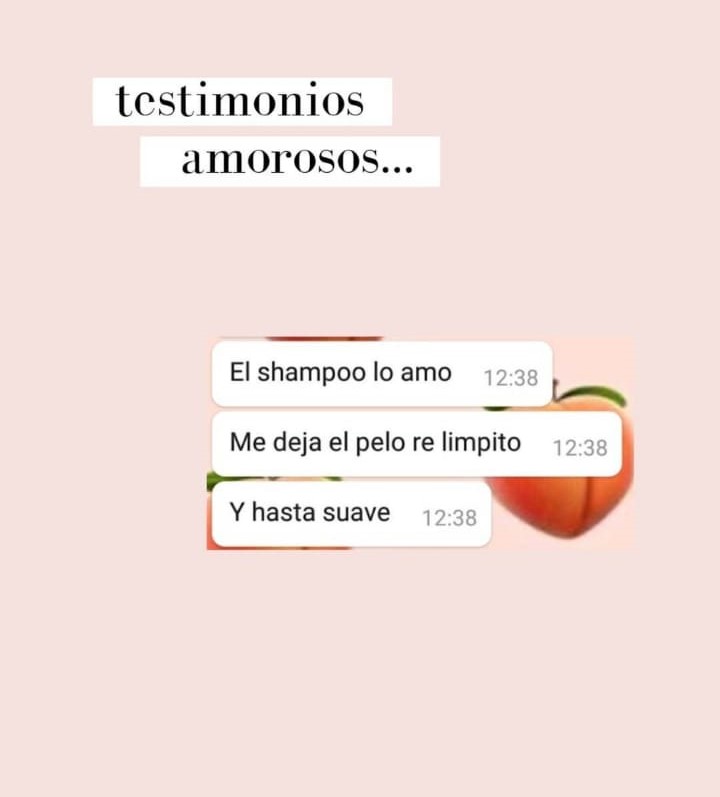 testimonios
amorosos...
El shampoo lo amo 12:38
Me deja el pelo re limpito 12:38
Y hasta suave 12:38